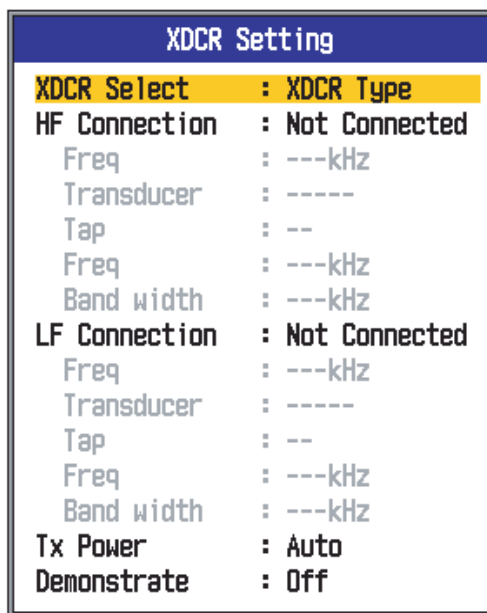 XDCR Setting
XDCR Select : XDCR Type
HF Connection : Not Connected
Freq : ---kHz
Transducer : -----
Tap : --
Freq : ---kHz
Band width : ---kHz
LF Connection : Not Connected
Freq : ---kHz
Transducer : -----
Tap : --
Freq : ---kHz
Band width : ---kHz
Tx Power : Auto
Demonstrate : Off